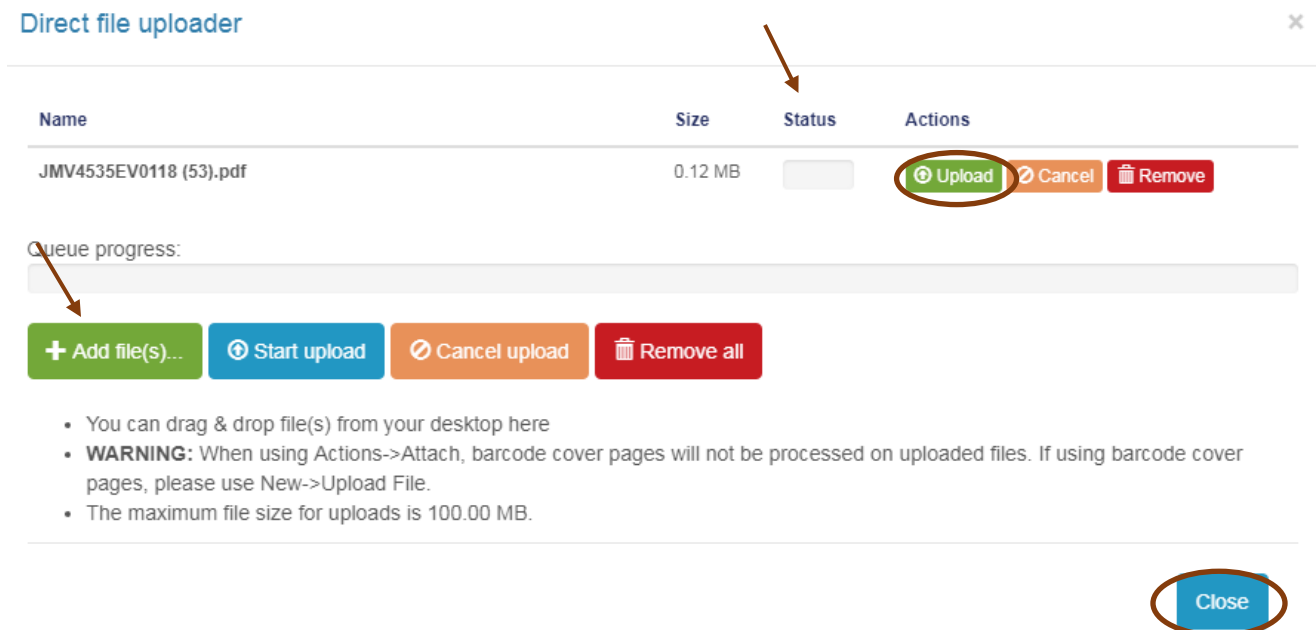 Direct file uploader ×
Name Size Status Actions
JMV4535EV0118 (53).pdf 0.12 MB Upload Cancel Remove
Queue progress:
Add file(s)... Start upload Cancel upload Remove all
• You can drag & drop file(s) from your desktop here
• WARNING: When using Actions->Attach, barcode cover pages will not be processed on uploaded files. If using barcode cover
pages, please use New->Upload File.
• The maximum file size for uploads is 100.00 MB.
Close